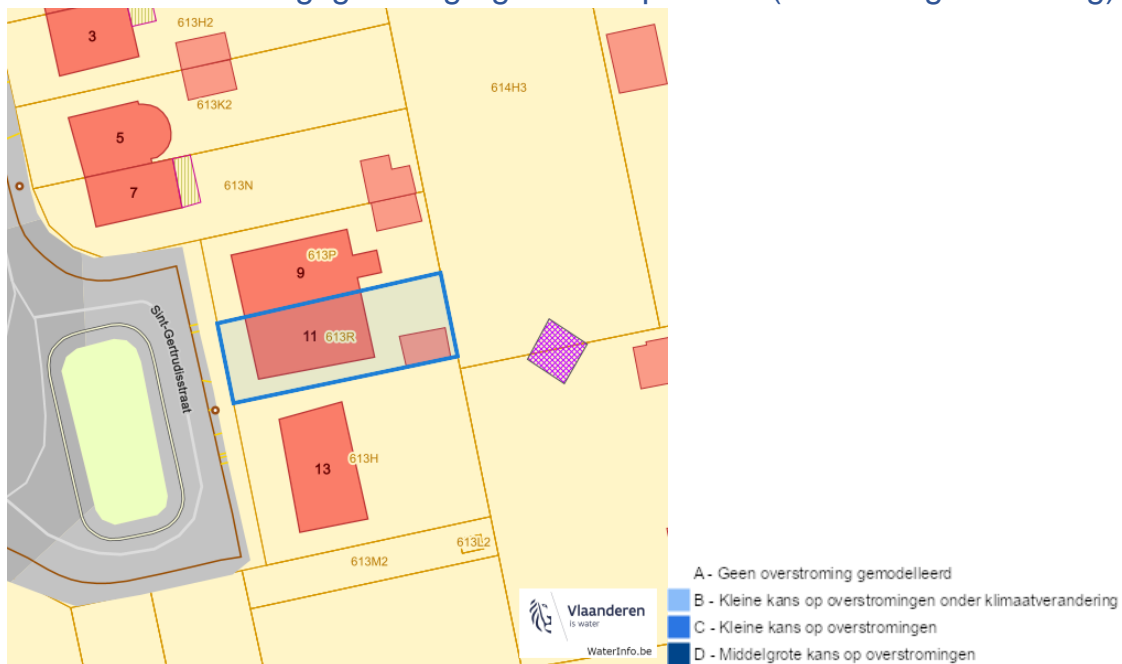 613H2
3
614H3
613K2
5
7
613N
613P
9
11
613R
Sint-Gertrudisstraat
13
613H
613L2
613M2
Vlaanderen
is water
WaterInfo.be
A - Geen overstroming gemodelleerd
B - Kleine kans op overstromingen onder klimaatverandering
C - Kleine kans op overstromingen
D - Middelgrote kans op overstromingen